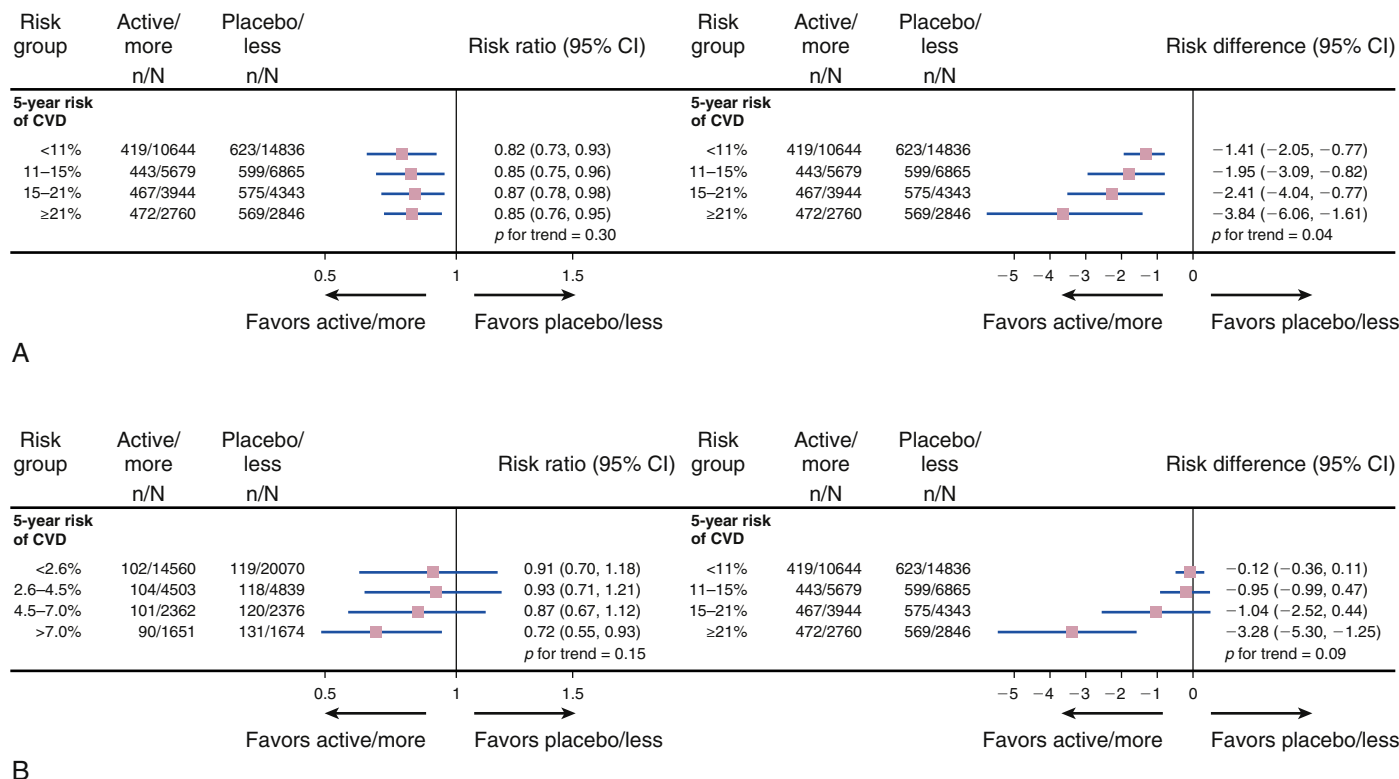 Risk group Active/more n/N Placebo/less n/N Risk ratio (95% CI) Risk group Active/more n/N Placebo/less n/N Risk difference (95% CI)
5-year risk of CVD 5-year risk of CVD
<11% 419/10644 623/14836 0.82 (0.73, 0.93) <11% 419/10644 623/14836 −1.41 (−2.05, −0.77)
11–15% 443/5679 599/6865 0.85 (0.75, 0.96) 11–15% 443/5679 599/6865 −1.95 (−3.09, −0.82)
15–21% 467/3944 575/4343 0.87 (0.78, 0.98) 15–21% 467/3944 575/4343 −2.41 (−4.04, −0.77)
≥21% 472/2760 569/2846 0.85 (0.76, 0.95) ≥21% 472/2760 569/2846 −3.84 (−6.06, −1.61)
p for trend = 0.30 p for trend = 0.04
0.5 1 1.5 −5 −4 −3 −2 −1 0
Favors active/more Favors placebo/less Favors active/more Favors placebo/less
A
Risk group Active/more n/N Placebo/less n/N Risk ratio (95% CI) Risk group Active/more n/N Placebo/less n/N Risk difference (95% CI)
5-year risk of CVD 5-year risk of CVD
<2.6% 102/14560 119/20070 0.91 (0.70, 1.18) <11% 419/10644 623/14836 −0.12 (−0.36, 0.11)
2.6–4.5% 104/4503 118/4839 0.93 (0.71, 1.21) 11–15% 443/5679 599/6865 −0.95 (−0.99, 0.47)
4.5–7.0% 101/2362 120/2376 0.87 (0.67, 1.12) 15–21% 467/3944 575/4343 −1.04 (−2.52, 0.44)
>7.0% 90/1651 131/1674 0.72 (0.55, 0.93) ≥21% 472/2760 569/2846 −3.28 (−5.30, −1.25)
p for trend = 0.15 p for trend = 0.09
0.5 1 1.5 −5 −4 −3 −2 −1 0
Favors active/more Favors placebo/less Favors active/more Favors placebo/less
B